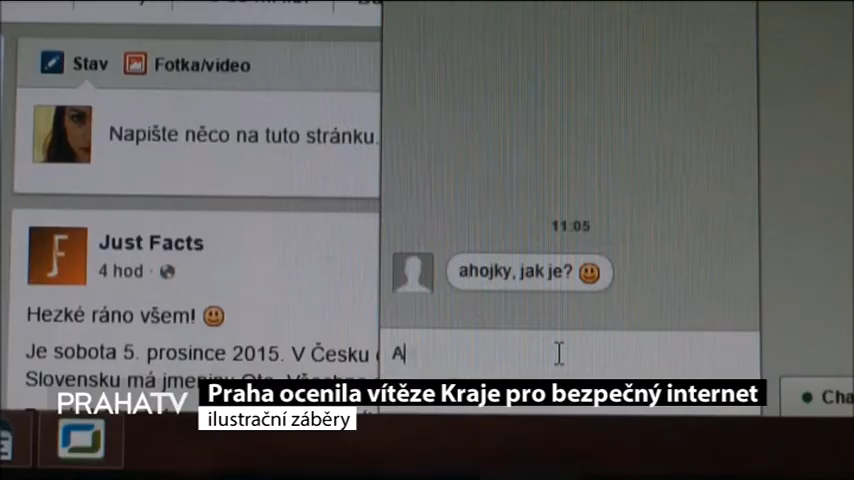 Stav Fotka/video
Napište něco na tuto stránku.
Just Facts
4 hod
Hezké ráno všem!
Je sobota 5. prosince 2015. V Česku
Slovensku má jmeniny
11:05
ahojky, jak je?
A
Cha
PRAHATV
Praha ocenila vítěze Kraje pro bezpečný internet
ilustrační záběry